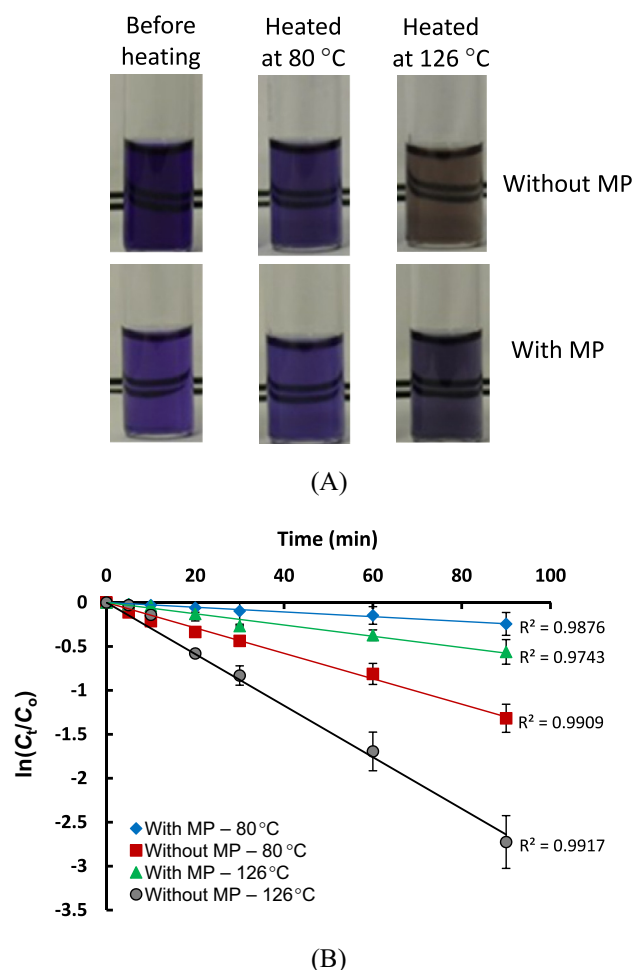 Before
heating
Heated
at 80 °C
Heated
at 126 °C
Without MP
With MP
(A)
Time (min)
0 20 40 60 80 100
0
-0.5
-1
-1.5
-2
-2.5
-3
-3.5
ln(Ct/Co)
R² = 0.9876
R² = 0.9743
R² = 0.9909
R² = 0.9917
With MP – 80°C
Without MP – 80°C
With MP – 126°C
Without MP – 126°C
(B)